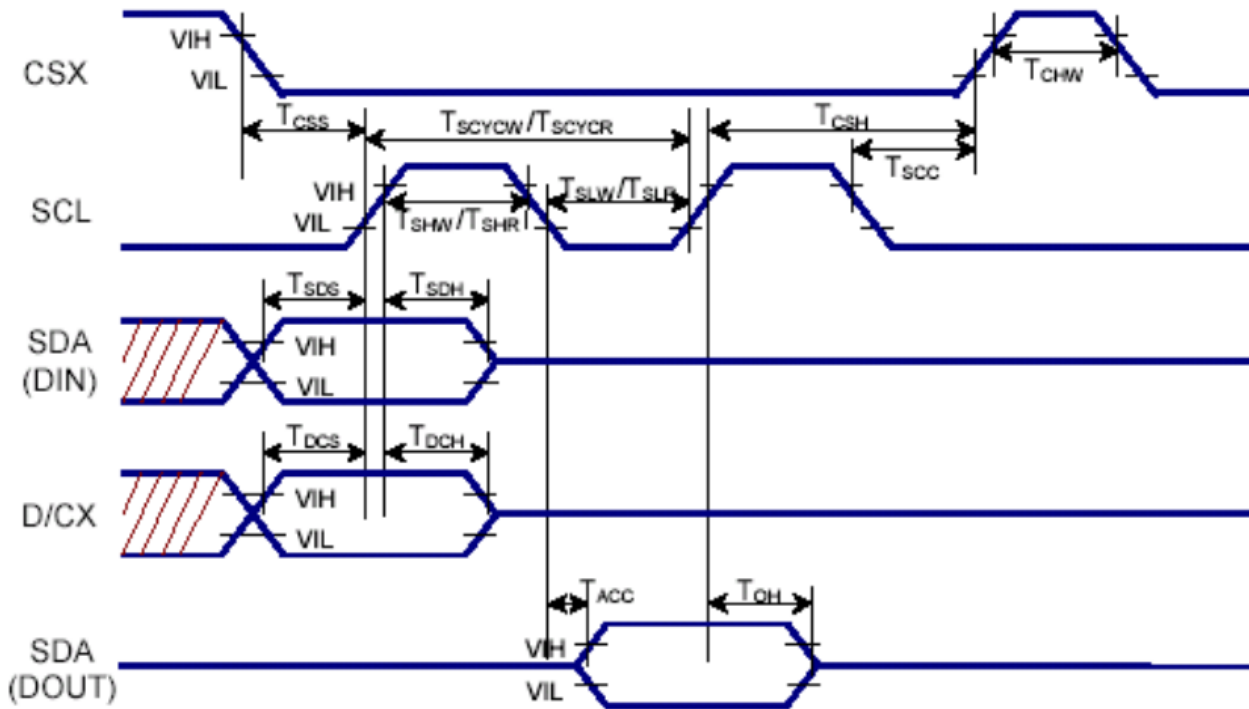 VIH
CSX
VIL
TCHW
TCSS
TSCYCW/TSCYCR
TCSH
TSCC
VIH
TSLW/TSLR
SCL
VIL
TSHW/TSHR
TSDS
TSDH
SDA
(DIN)
VIH
VIL
TDCS
TDCH
D/CX
VIH
VIL
TACC
TOH
SDA
(DOUT)
VIH
VIL